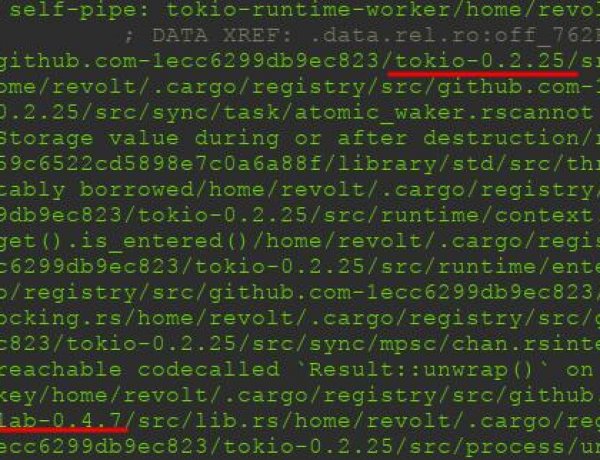 self-pipe: tokio-runtime-worker/home/revol
; DATA XREF: .data.rel.ro:off_762
github.com-1ecc6299db9ec823/tokio-0.2.25/sr
ome/revolt/.cargo/registry/src/github.com-1
0.2.25/src/sync/task/atomic_waker.rscannot
Storage value during or after destruction/r
59c6522cd5898e7c0a6a88f/library/std/src/thr
tably borrowed/home/revolt/.cargo/registry/
9db9ec823/tokio-0.2.25/src/runtime/context
get().is_entered()/home/revolt/.cargo/regis
c6299db9ec823/tokio-0.2.25/src/runtime/ente
o/registry/src/github.com-1ecc6299db9ec823/
ocking.rs/home/revolt/.cargo/registry/src/g
c823/tokio-0.2.25/src/sync/mpsc/chan.rsinte
reachable codecalled `Result::unwrap()` on
key/home/revolt/.cargo/registry/src/github
lab-0.4.7/src/lib.rs/home/revolt/.cargo/reg
ecc6299db9ec823/tokio-0.2.25/src/process/un